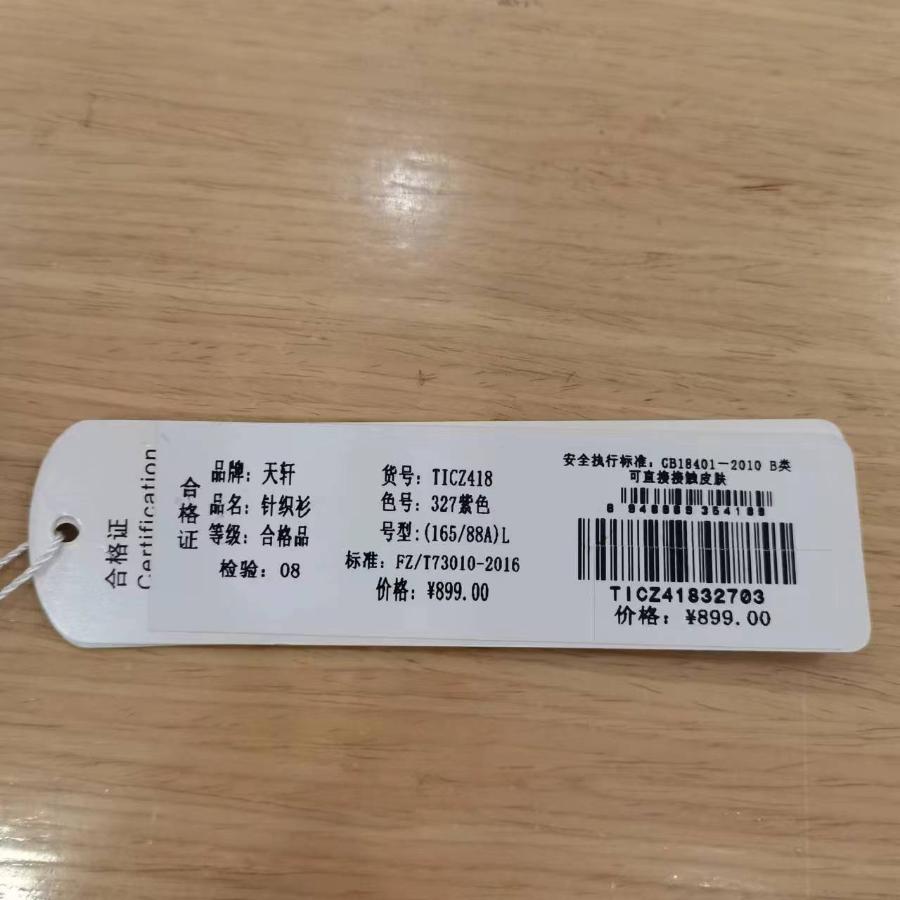 合格证
Certification
合格证
品牌：天轩
品名：针织衫
等级：合格品
检验：08
货号：TICZ418
色号：327紫色
号型：(165/88A)L
标准：FZ/T73010-2016
价格：¥899.00
安全执行标准：GB18401-2010 B类
可直接接触皮肤
TICZ41832703
价格：¥899.00